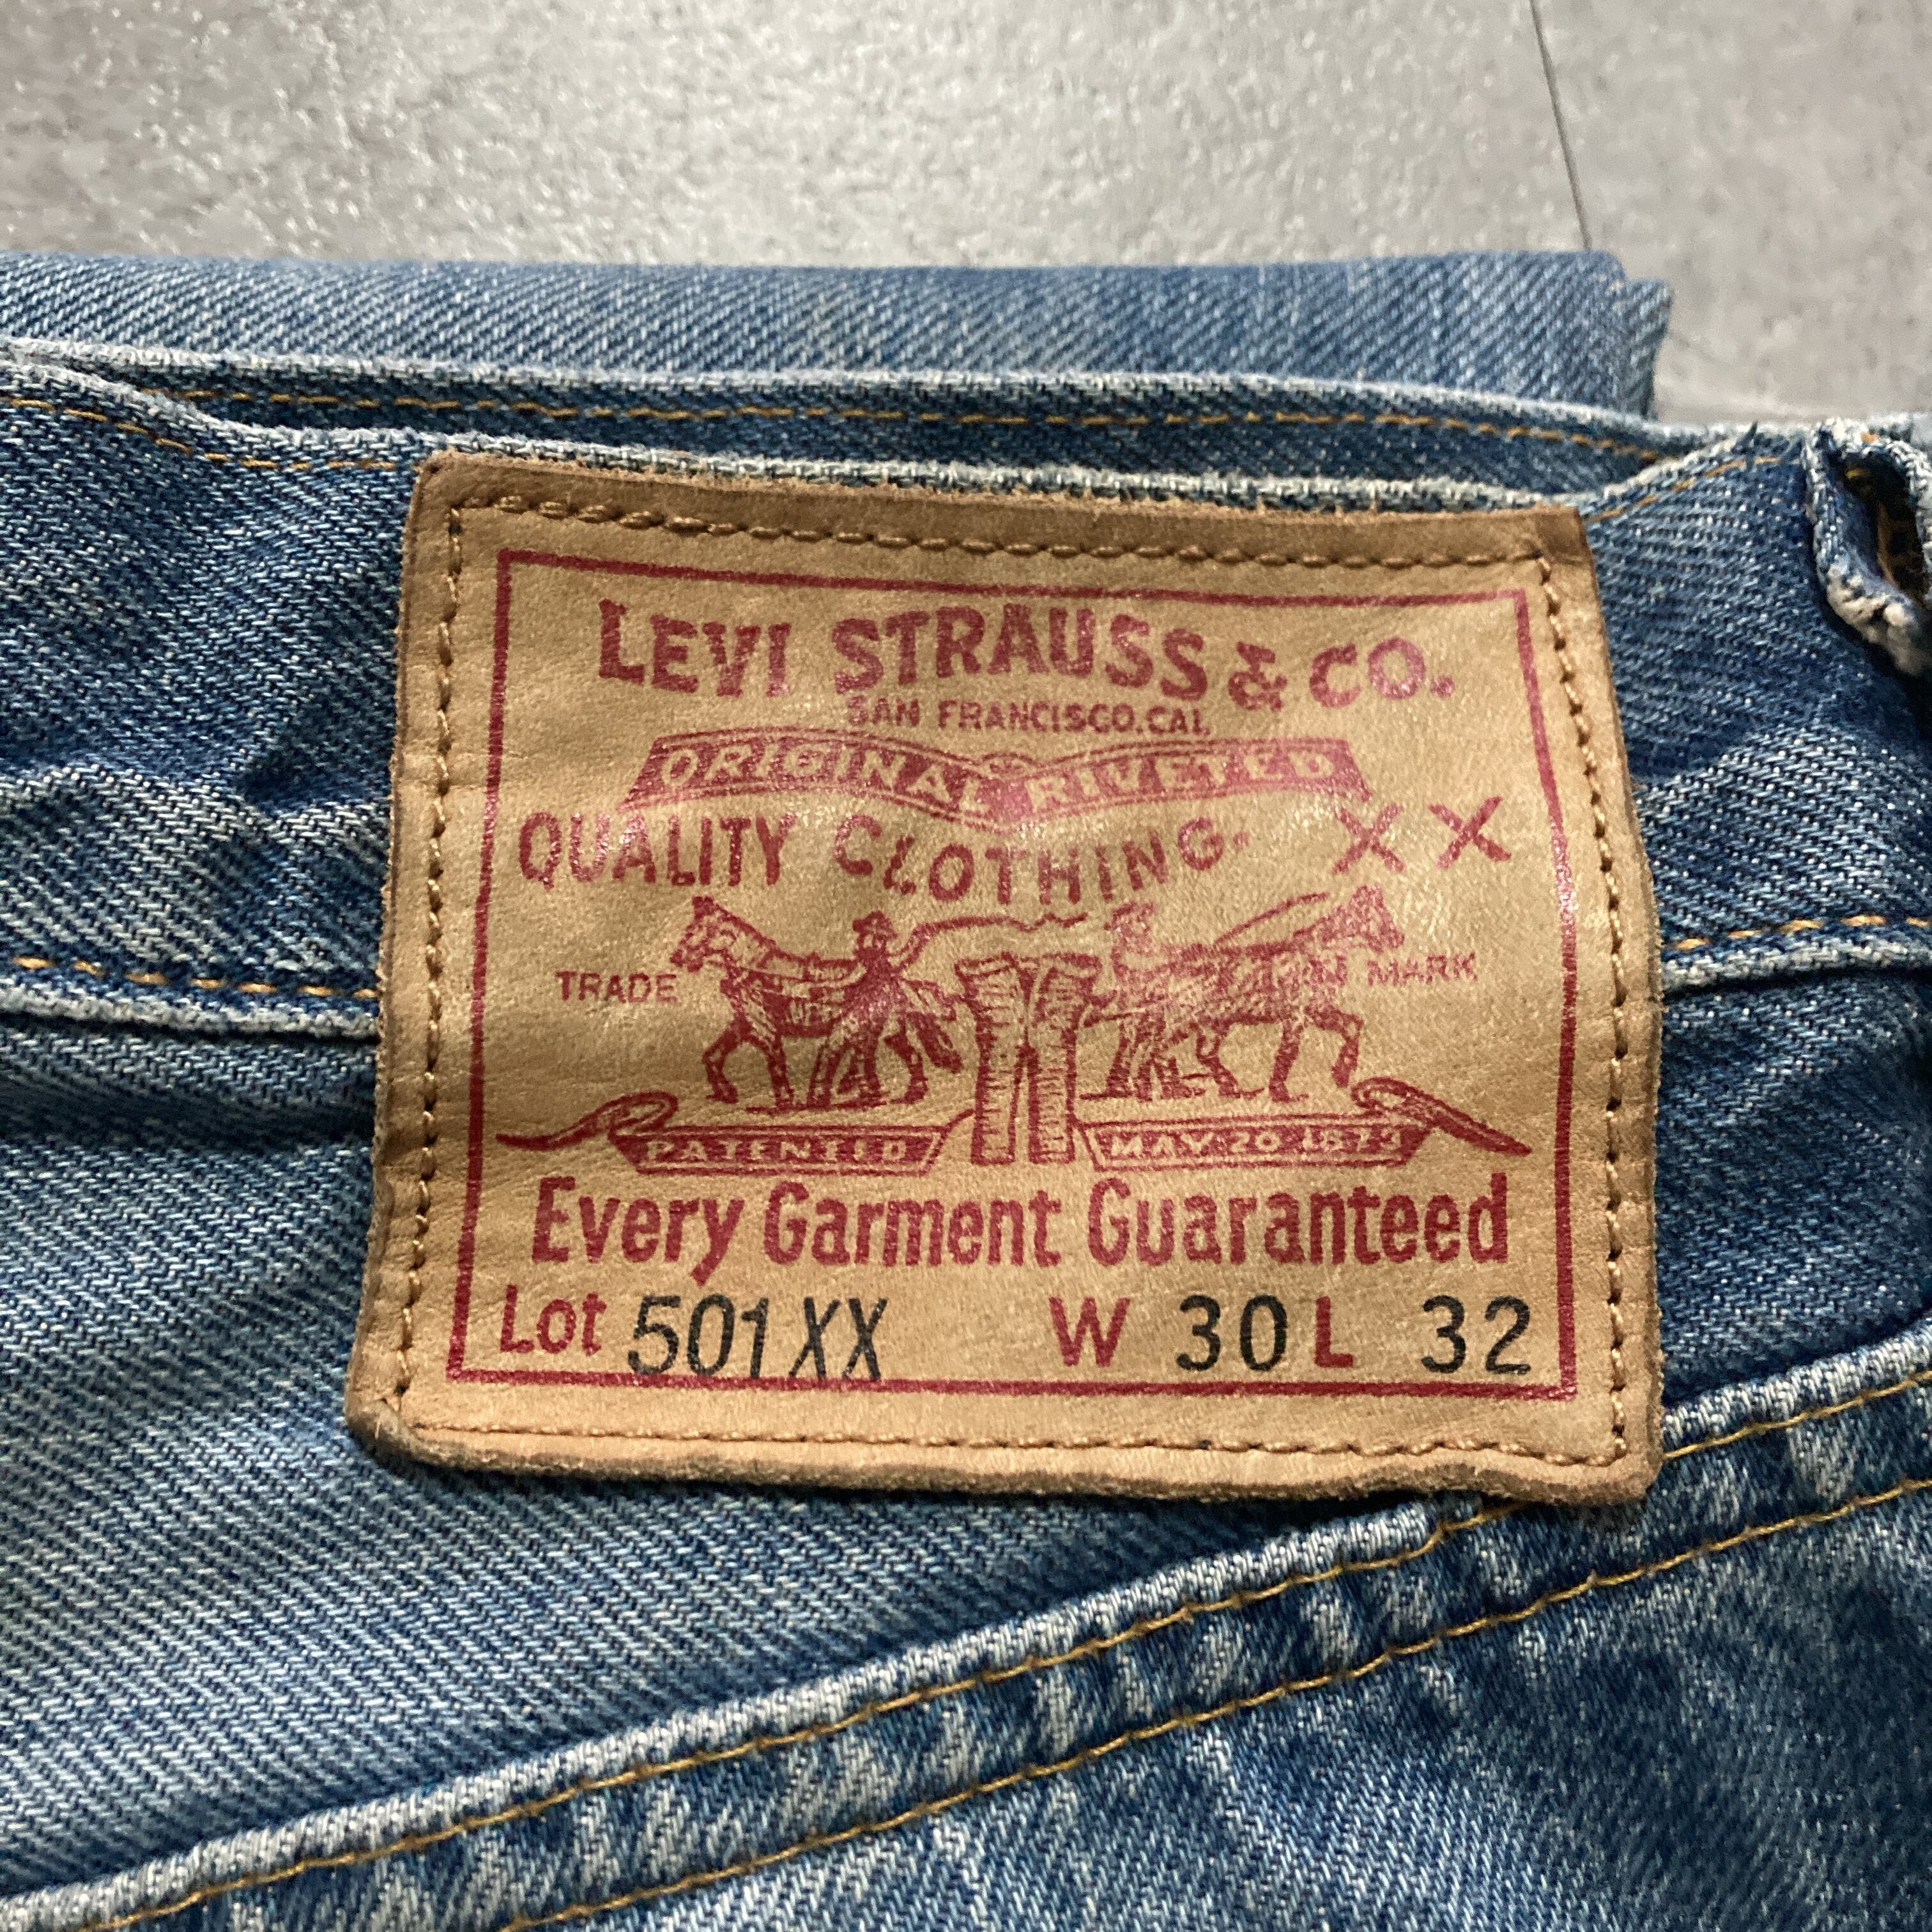 LEVI STRAUSS & CO.
SAN FRANCISCO.CAL.
ORIGINAL RIVETED
QUALITY CLOTHING. XX
TRADE MARK
PATENTED MAY 20 1873
Every Garment Guaranteed
Lot 501XX W 30 L 32